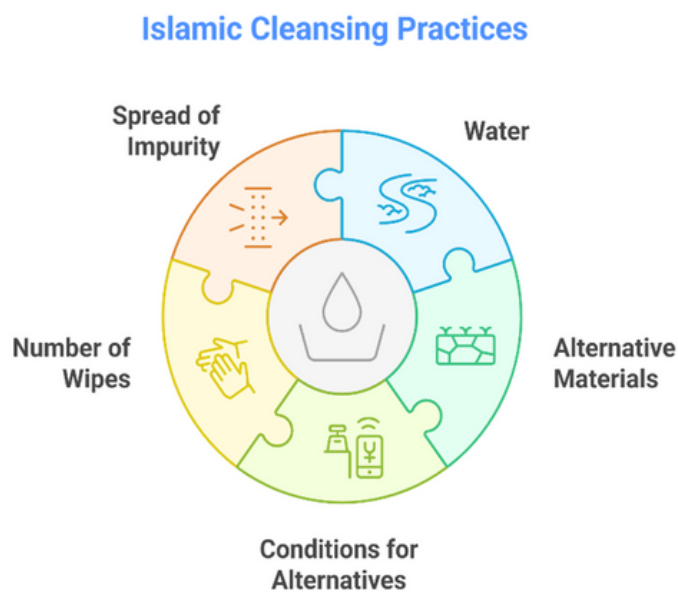 Islamic Cleansing Practices
Spread of
Impurity
Water
Number of
Wipes
Alternative
Materials
Conditions for
Alternatives